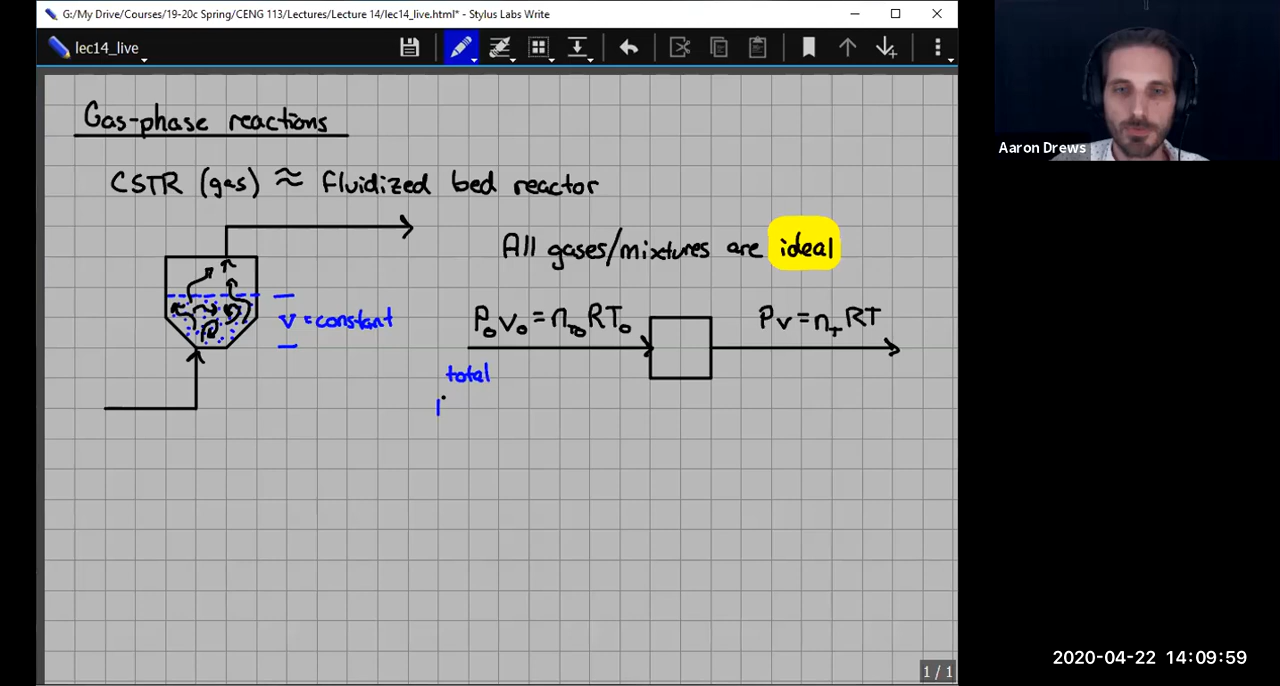 G:/My Drive/Courses/19-20c Spring/CENG 113/Lectures/Lecture 14/lec14_live.html* - Stylus Labs Write
lec14_live
Gas-phase reactions
CSTR (gas) ≈ fluidized bed reactor
All gases/mixtures are ideal
V = constant
P₀v₀ = n_T₀RT₀
Pv = n_TRT
total
Aaron Drews
1 / 1
2020-04-22 14:09:59